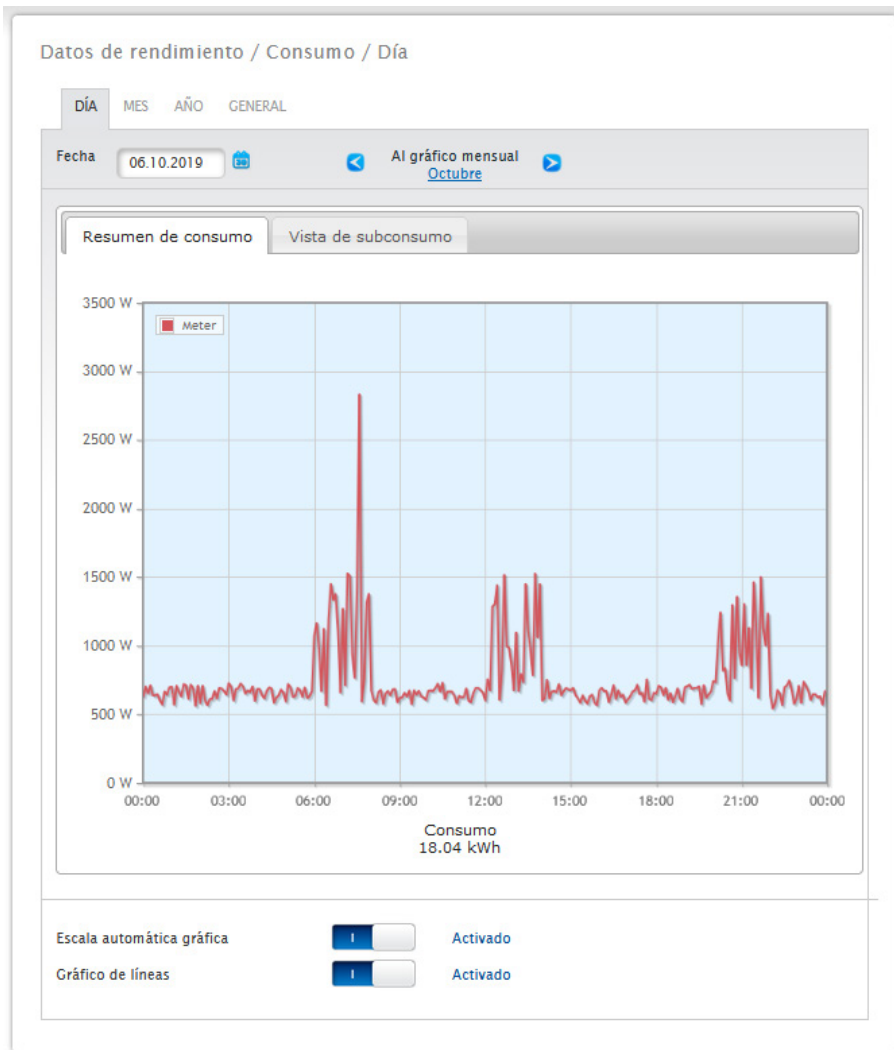 Datos de rendimiento / Consumo / Día
DÍA MES AÑO GENERAL
Fecha 06.10.2019 30 Al gráfico mensual
Octubre
Resumen de consumo Vista de subconsumo
3500 W
Meter
3000 W
2500 W
2000 W
1500 W
1000 W
500 W
0 W
00:00 03:00 06:00 09:00 12:00 15:00 18:00 21:00 00:00
Consumo
18.04 kWh
Escala automática gráfica I Activado
Gráfico de líneas I Activado